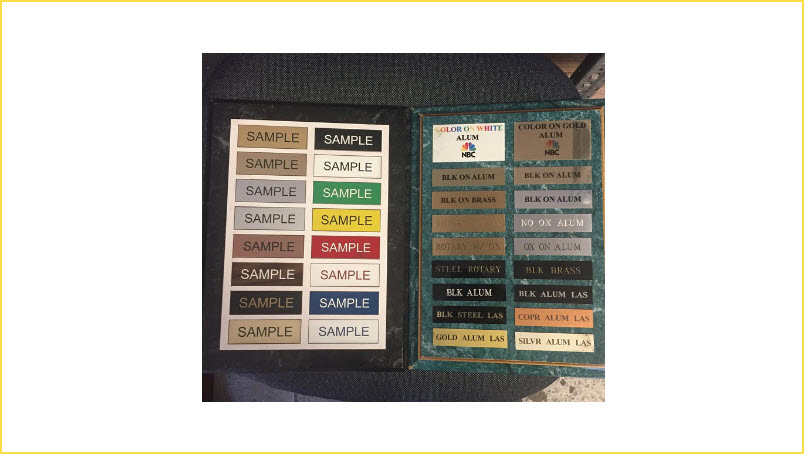 SAMPLE SAMPLE
SAMPLE SAMPLE
SAMPLE SAMPLE
SAMPLE SAMPLE
SAMPLE SAMPLE
SAMPLE SAMPLE
SAMPLE SAMPLE
SAMPLE SAMPLE
COLOR ON WHITE
ALUM
NBC
COLOR ON GOLD
ALUM
NBC
BLK ON ALUM
BLK ON ALUM
BLK ON BRASS
BLK ON ALUM
NO OX ALUM
ROTARY W/ OX
OX ON ALUM
STEEL ROTARY
BLK BRASS
BLK ALUM
BLK ALUM LAS
BLK STEEL LAS
COPR ALUM LAS
GOLD ALUM LAS
SILVR ALUM LAS